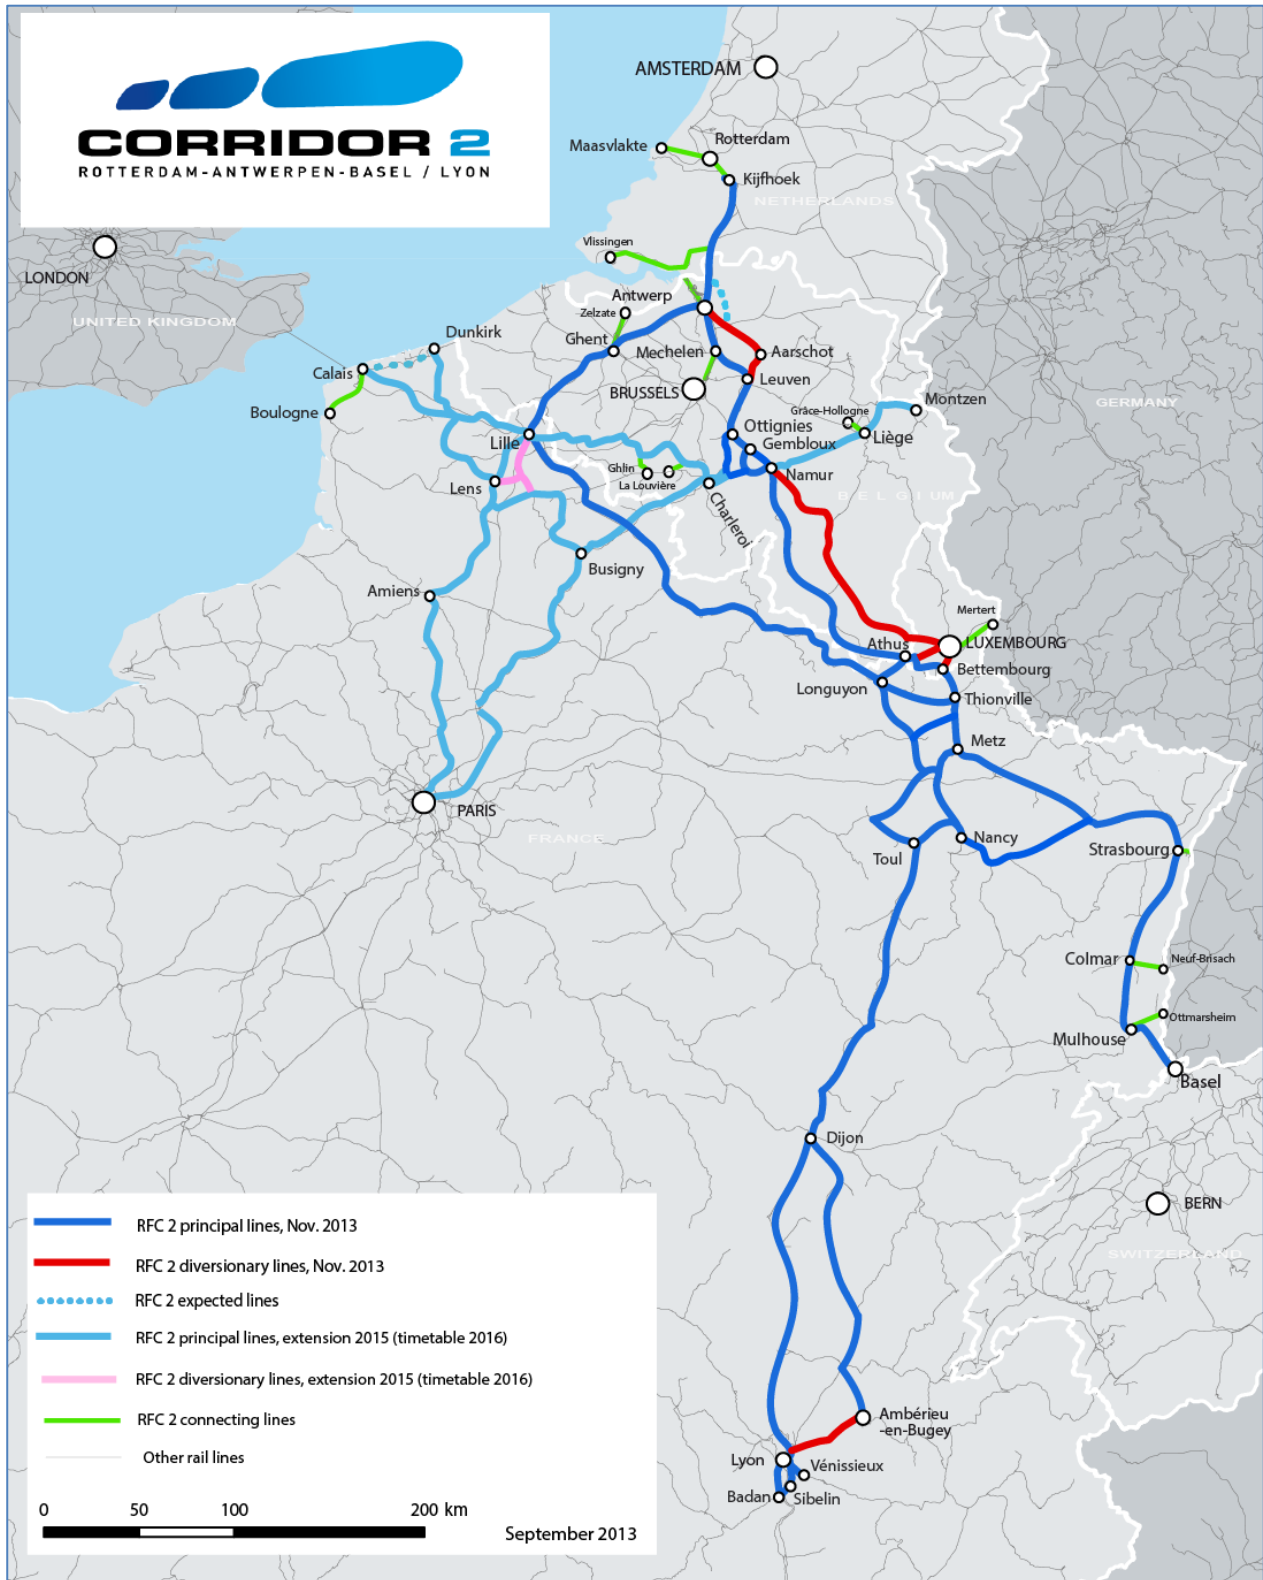 CORRIDOR 2
ROTTERDAM-ANTWERPEN-BASEL / LYON
AMSTERDAM
Maasvlakte
Rotterdam
Kijfhoek
NETHERLANDS
Vlissingen
LONDON
UNITED KINGDOM
Antwerp
Zelzate
Dunkirk
Ghent
Mechelen
Aarschot
Calais
Leuven
BRUSSELS
Montzen
GERMANY
Boulogne
Grâce-Hollogne
Ottignies
Liège
Lille
Gembloux
Ghlin
Namur
La Louvière
Lens
BELGIUM
Charleroi
Busigny
Amiens
Mertert
Athus
LUXEMBOURG
Bettembourg
Longuyon
Thionville
Metz
PARIS
FRANCE
Nancy
Toul
Strasbourg
Colmar
Neuf-Brisach
Ottmarsheim
Mulhouse
Basel
Dijon
BERN
SWITZERLAND
RFC 2 principal lines, Nov. 2013
RFC 2 diversionary lines, Nov. 2013
RFC 2 expected lines
RFC 2 principal lines, extension 2015 (timetable 2016)
RFC 2 diversionary lines, extension 2015 (timetable 2016)
RFC 2 connecting lines
Other rail lines
Ambérieu
-en-Bugey
Lyon
Vénissieux
Badan
Sibelin
0 50 100 200 km
September 2013